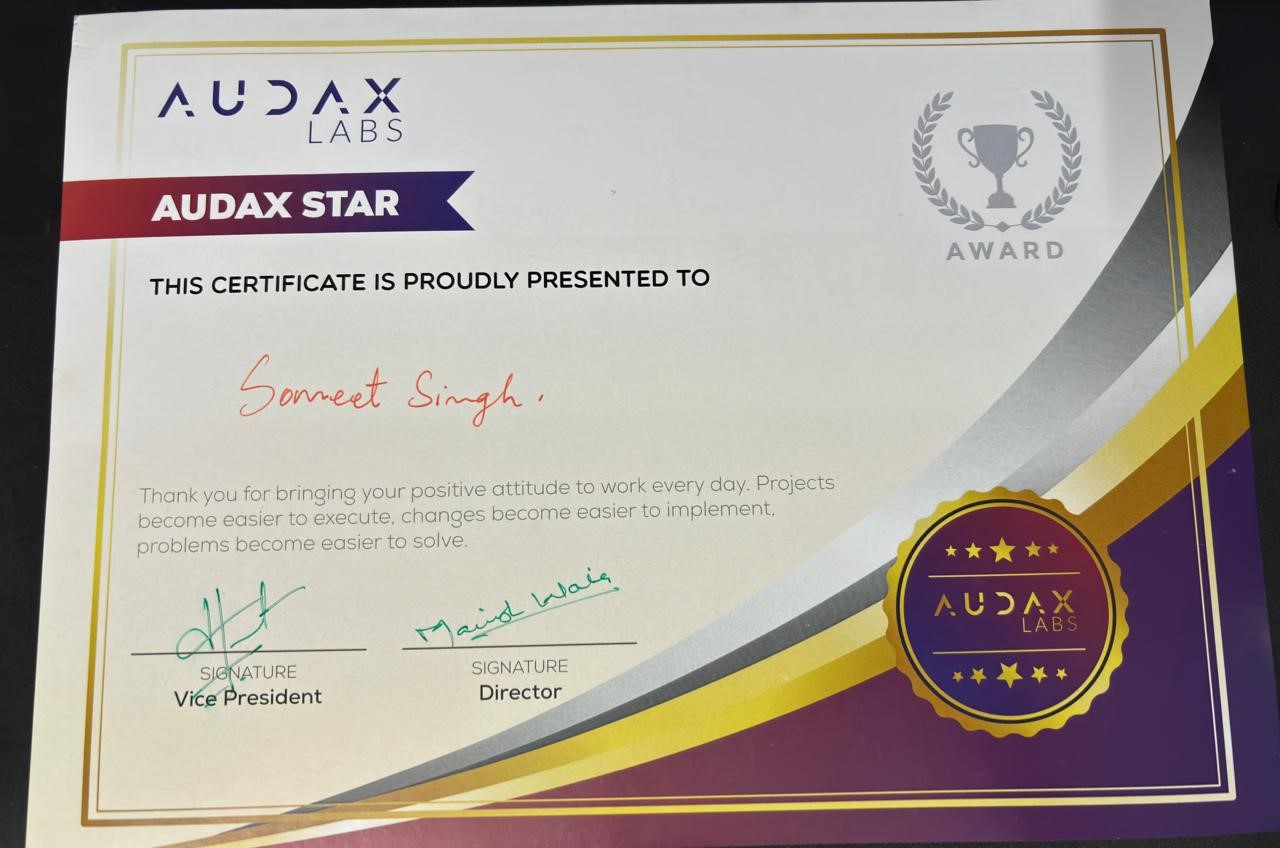 AUDAX
LABS
AWARD
AUDAX STAR
THIS CERTIFICATE IS PROUDLY PRESENTED TO
Someet Singh.
Thank you for bringing your positive attitude to work every day. Projects
become easier to execute, changes become easier to implement,
problems become easier to solve.
SIGNATURE
Vice President
SIGNATURE
Director
AUDAX
LABS